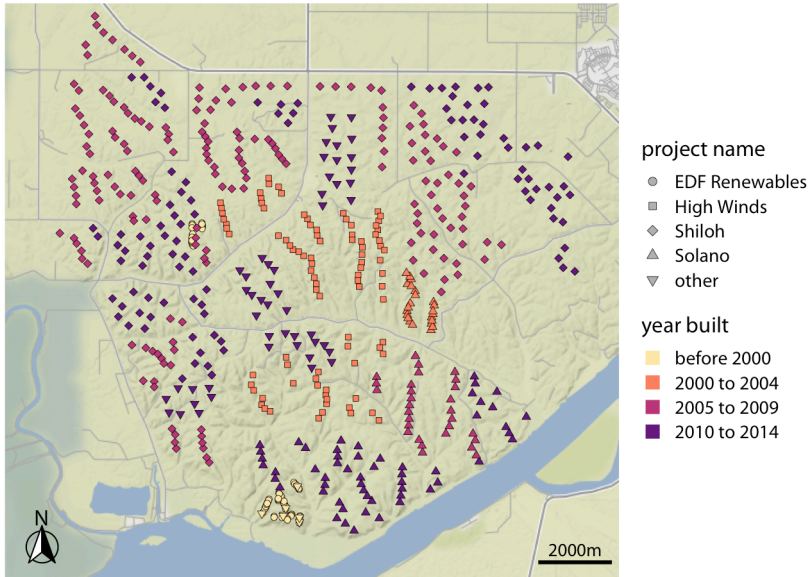 project name
EDF Renewables
High Winds
Shiloh
Solano
other
year built
before 2000
2000 to 2004
2005 to 2009
2010 to 2014
N
2000m